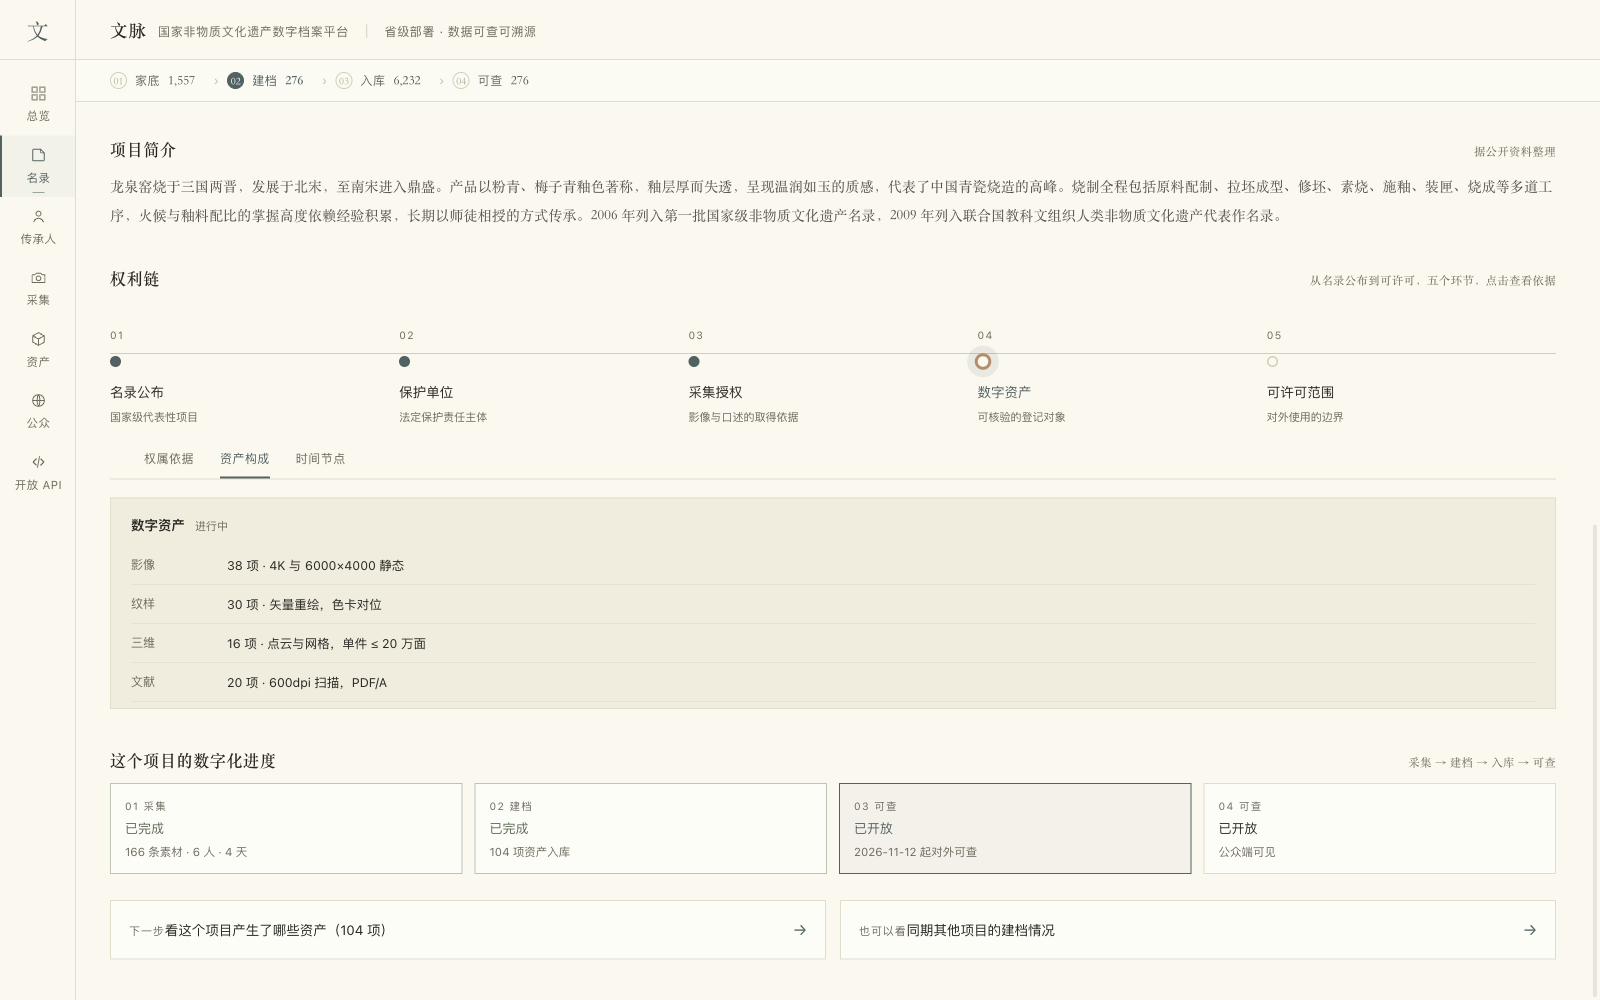 文
文脉 国家非物质文化遗产数字档案平台 省级部署 · 数据可查可溯源
01 家底 1,557 › 02 建档 276 › 03 入库 6,232 › 04 可查 276
总览
名录
传承人
采集
资产
公众
开放 API
项目简介
据公开资料整理
龙泉窑烧于三国两晋，发展于北宋，至南宋进入鼎盛。产品以粉青、梅子青釉色著称，釉层厚而失透，呈现温润如玉的质感，代表了中国青瓷烧造的高峰。烧制全程包括原料配制、拉坯成型、修坯、素烧、施釉、装匣、烧成等多道工
序，火候与釉料配比的掌握高度依赖经验积累，长期以师徒相授的方式传承。2006 年列入第一批国家级非物质文化遗产名录，2009 年列入联合国教科文组织人类非物质文化遗产代表作名录。
权利链
从名录公布到可许可，五个环节，点击查看依据
01
名录公布
国家级代表性项目
02
保护单位
法定保护责任主体
03
采集授权
影像与口述的取得依据
04
数字资产
可核验的登记对象
05
可许可范围
对外使用的边界
权属依据 资产构成 时间节点
数字资产 进行中
影像 38 项 · 4K 与 6000×4000 静态
纹样 30 项 · 矢量重绘，色卡对位
三维 16 项 · 点云与网格，单件 ≤ 20 万面
文献 20 项 · 600dpi 扫描，PDF/A
这个项目的数字化进度
采集 → 建档 → 入库 → 可查
01 采集
已完成
166 条素材 · 6 人 · 4 天
02 建档
已完成
104 项资产入库
03 可查
已开放
2026-11-12 起对外可查
04 可查
已开放
公众端可见
下一步看这个项目产生了哪些资产（104 项） →
也可以看同期其他项目的建档情况 →